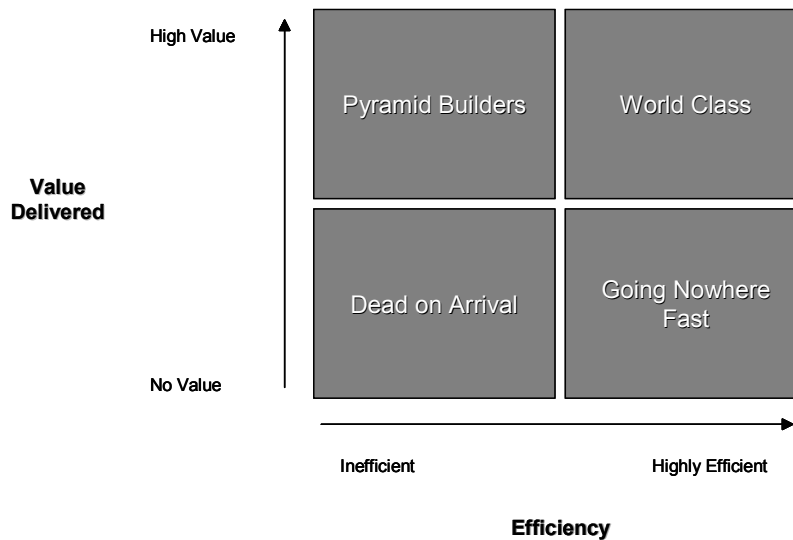 High Value
Pyramid Builders
World Class
Value
Delivered
Dead on Arrival
Going Nowhere
Fast
No Value
Inefficient
Highly Efficient
Efficiency